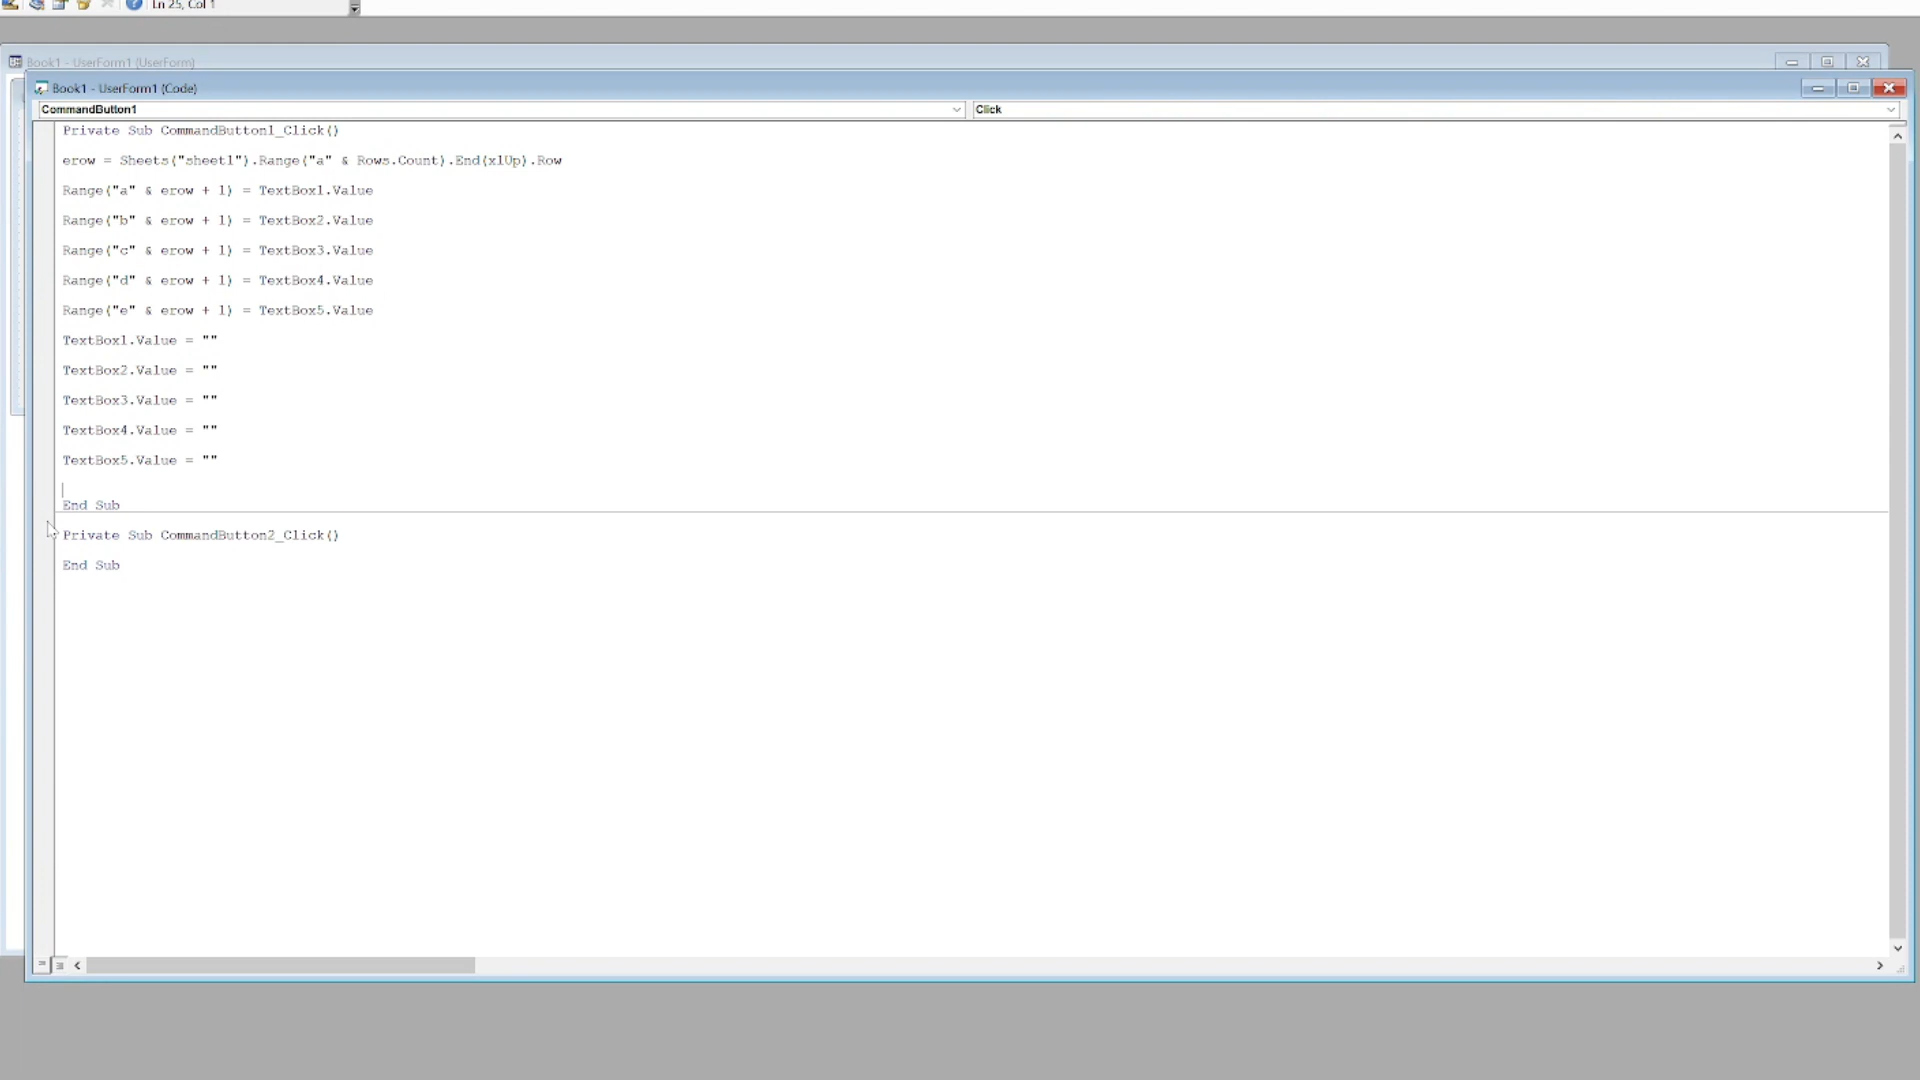 Ln 25, Col 1
Book1 - UserForm1 (UserForm)
Book1 - UserForm1 (Code)
CommandButton1
Click
Private Sub CommandButton1_Click()
erow = Sheets("sheet1").Range("a" & Rows.Count).End(xlUp).Row
Range("a" & erow + 1) = TextBox1.Value
Range("b" & erow + 1) = TextBox2.Value
Range("c" & erow + 1) = TextBox3.Value
Range("d" & erow + 1) = TextBox4.Value
Range("e" & erow + 1) = TextBox5.Value
TextBox1.Value = ""
TextBox2.Value = ""
TextBox3.Value = ""
TextBox4.Value = ""
TextBox5.Value = ""
End Sub
Private Sub CommandButton2_Click()
End Sub